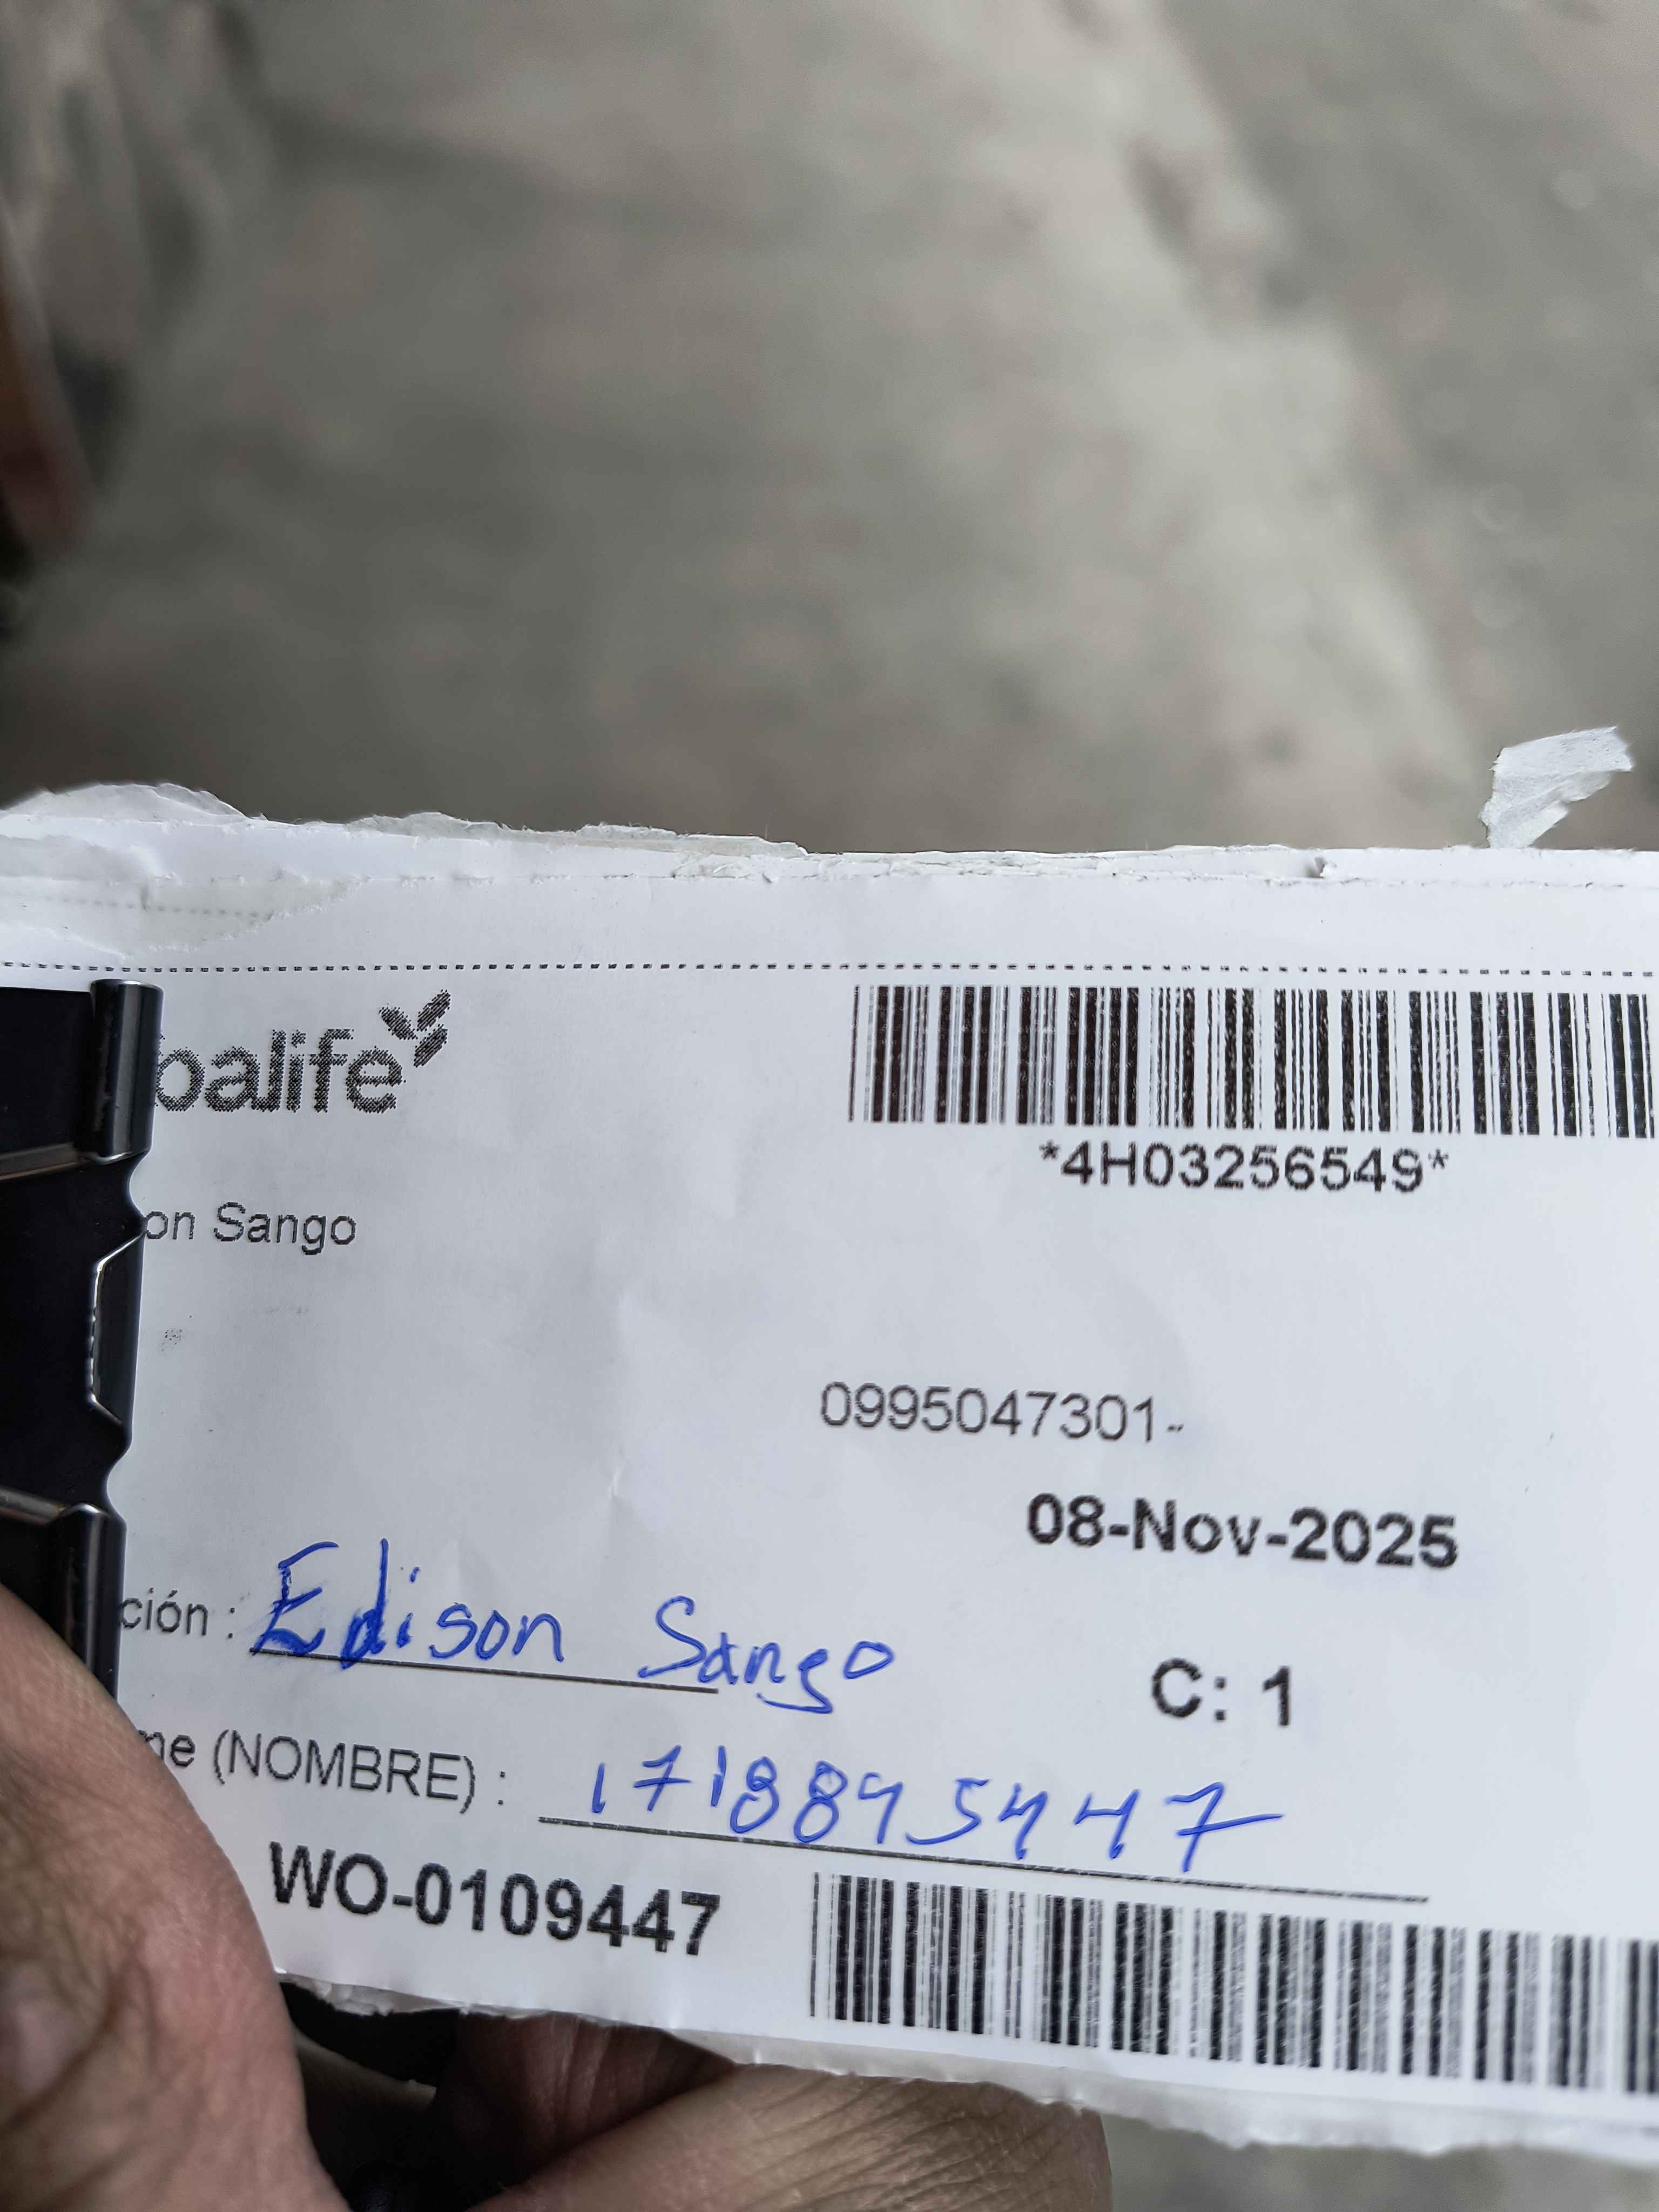 balife
*4H03256549*
on Sango
0995047301-
08-Nov-2025
ción : Edison Sango
C: 1
me (NOMBRE) : 1718895447
WO-0109447